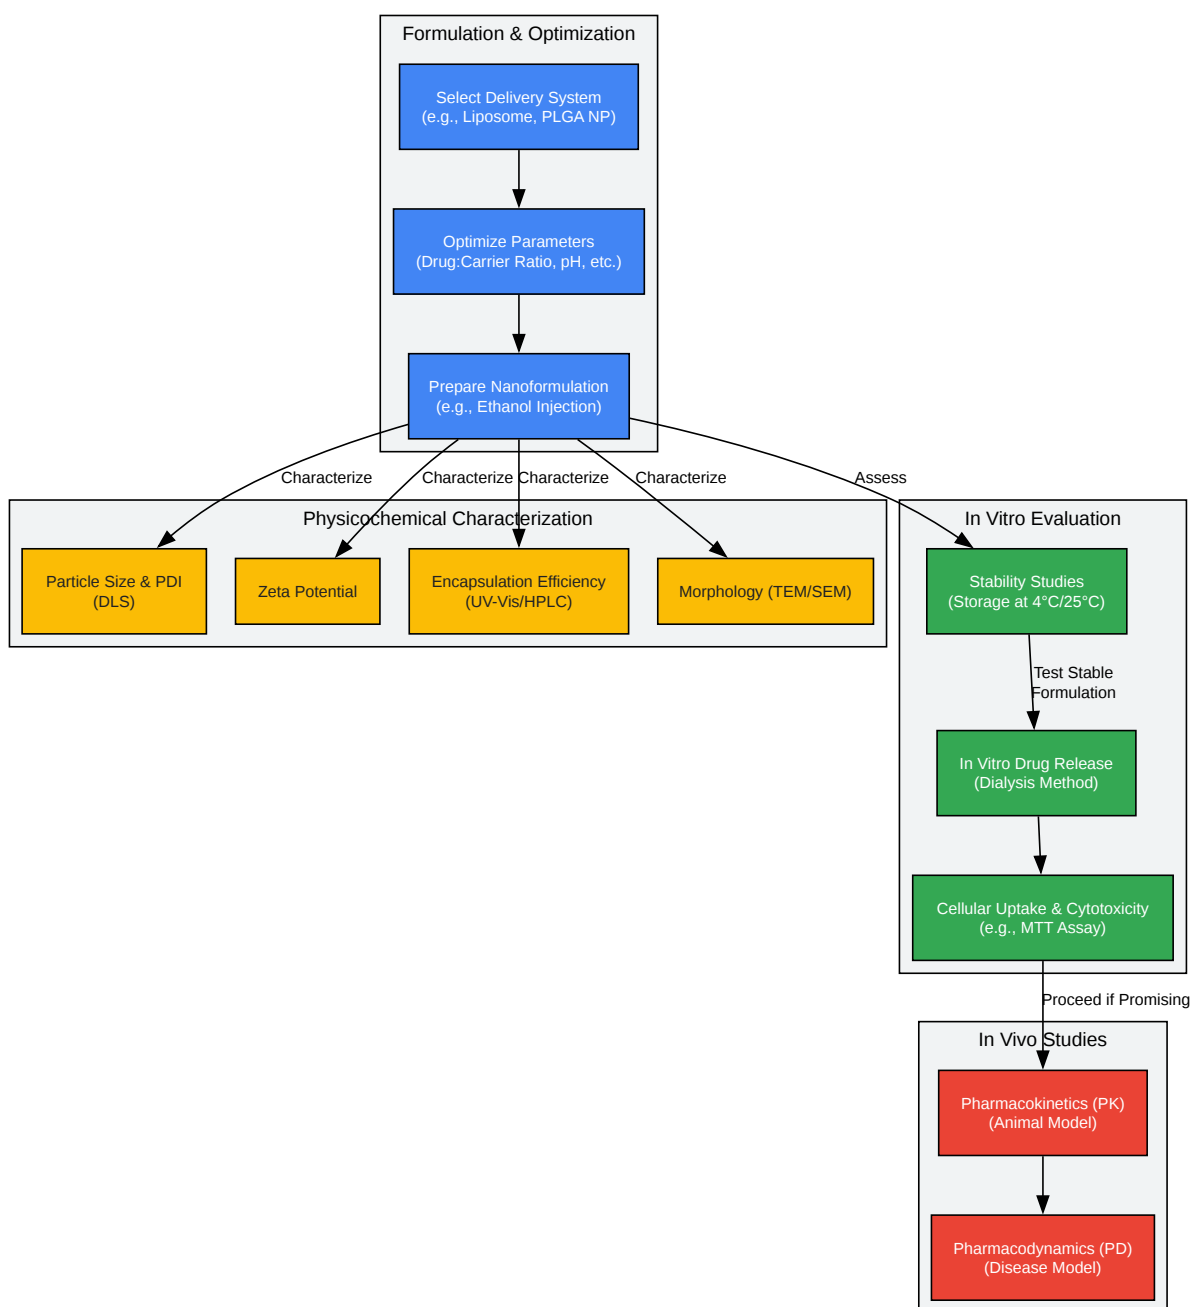 Formulation & Optimization
Select Delivery System
(e.g., Liposome, PLGA NP)
Optimize Parameters
(Drug:Carrier Ratio, pH, etc.)
Prepare Nanoformulation
(e.g., Ethanol Injection)
Characterize
Characterize
Characterize
Characterize
Assess
Physicochemical Characterization
Particle Size & PDI
(DLS)
Zeta Potential
Encapsulation Efficiency
(UV-Vis/HPLC)
Morphology (TEM/SEM)
In Vitro Evaluation
Stability Studies
(Storage at 4°C/25°C)
Test Stable
Formulation
In Vitro Drug Release
(Dialysis Method)
Cellular Uptake & Cytotoxicity
(e.g., MTT Assay)
Proceed if Promising
In Vivo Studies
Pharmacokinetics (PK)
(Animal Model)
Pharmacodynamics (PD)
(Disease Model)